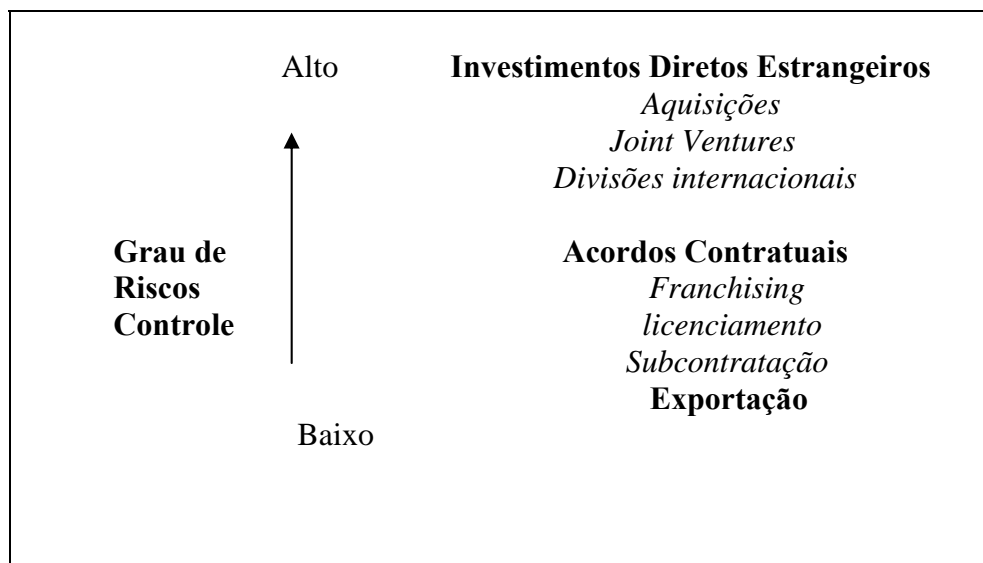 Alto
Investimentos Diretos Estrangeiros
Aquisições
Joint Ventures
Divisões internacionais
Grau de
Riscos
Controle
Acordos Contratuais
Franchising
licenciamento
Subcontratação
Exportação
Baixo